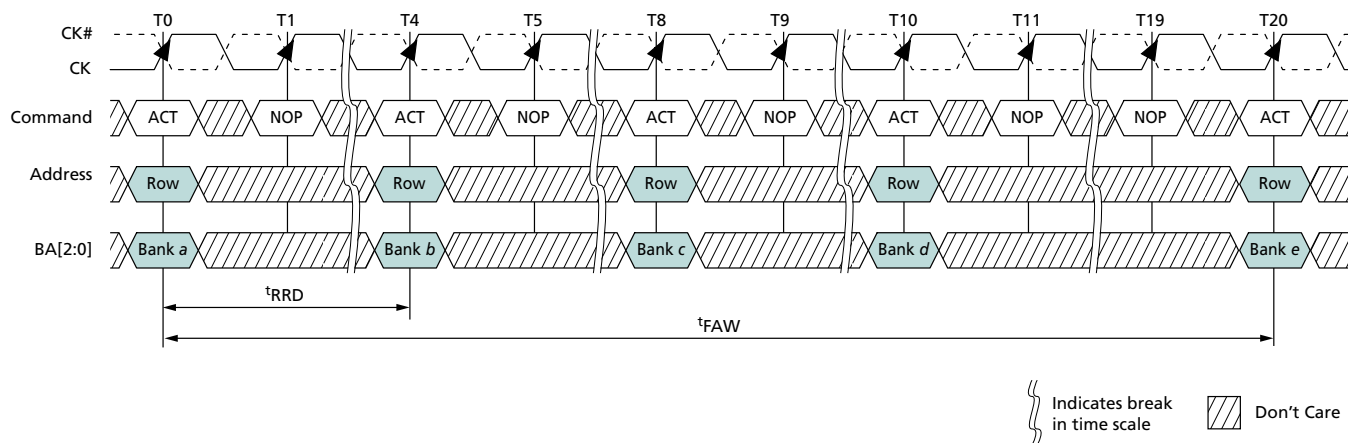 T0 T1 T4 T5 T8 T9 T10 T11 T19 T20
CK#
CK
Command ACT NOP ACT NOP ACT NOP ACT NOP NOP ACT
Address Row Row Row Row Row
BA[2:0] Bank a Bank b Bank c Bank d Bank e
tRRD
tFAW
Indicates break
in time scale
Don't Care